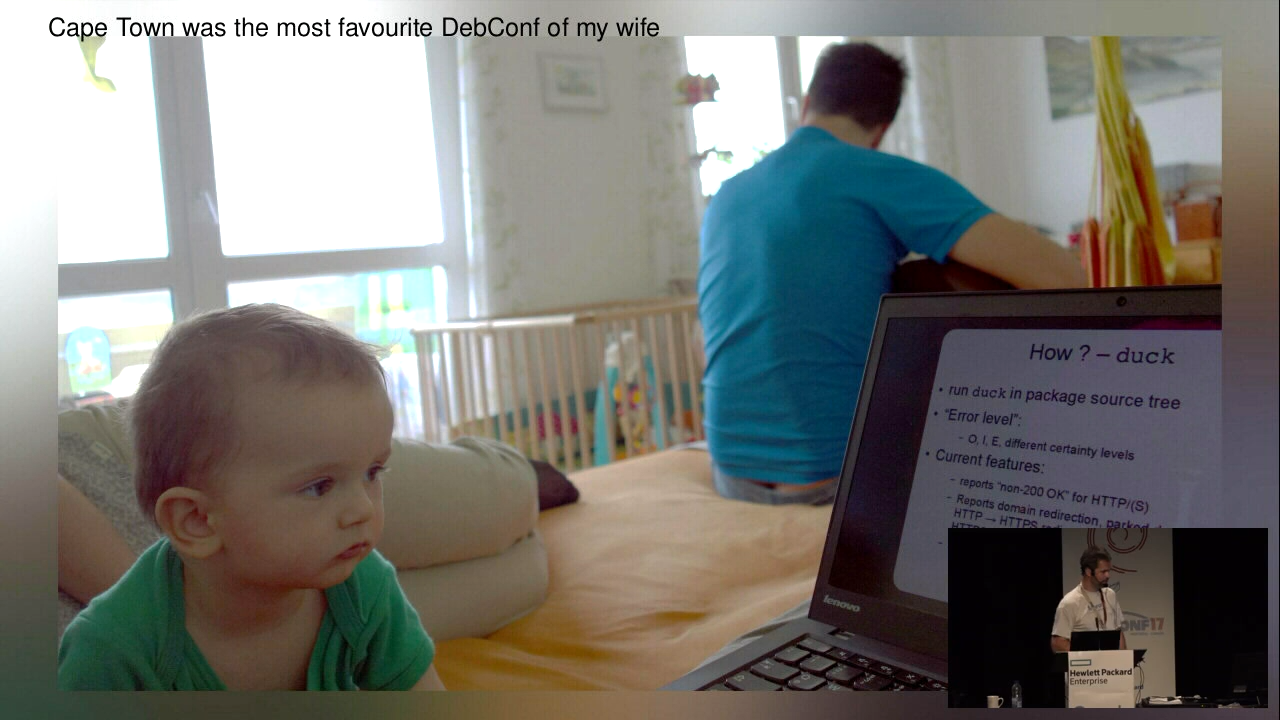 Cape Town was the most favourite DebConf of my wife
How ? – duck
• run duck in package source tree
• “Error level”:
– O, I, E, different certainty levels
• Current features:
– reports “non-200 OK” for HTTP/(S)
– Reports domain redirection, parked
HTTP → HTTPS
lenovo
ONF17
Hewlett Packard
Enterprise